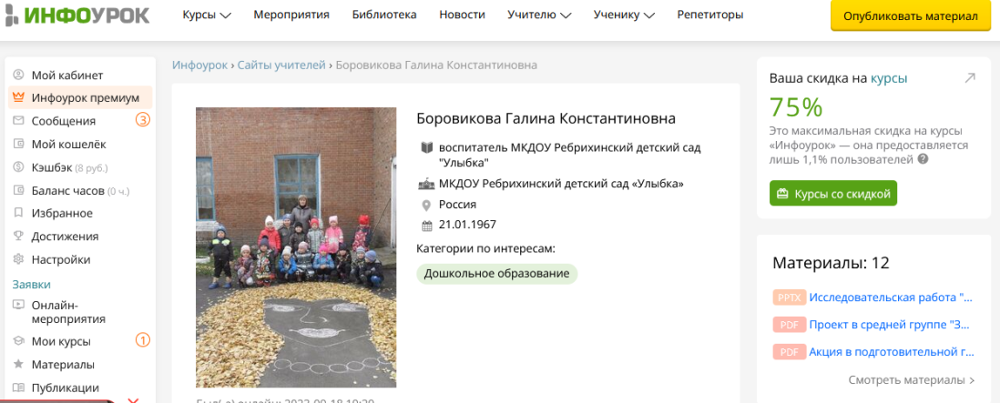 ИНФОУРОК
Курсы Мероприятия Библиотека Новости Учителю Ученику Репетиторы
Опубликовать материал
Мой кабинет
Инфоурок премиум
Сообщения 3
Мой кошелёк
Кэшбэк (8 руб.)
Баланс часов (0 ч.)
Избранное
Достижения
Настройки
Заявки
Онлайн-
мероприятия
Мои курсы 1
Материалы
Публикации
Инфоурок › Сайты учителей › Боровикова Галина Константиновна
Боровикова Галина Константиновна
воспитатель МКДОУ Ребрихинский детский сад
"Улыбка"
МКДОУ Ребрихинский детский сад «Улыбка»
Россия
21.01.1967
Категории по интересам:
Дошкольное образование
Ваша скидка на курсы
75%
Это максимальная скидка на курсы
«Инфоурок» — она предоставляется
лишь 1,1% пользователей
Курсы со скидкой
Материалы: 12
PPTX Исследовательская работа "...
PDF Проект в средней группе "З...
PDF Акция в подготовительной г...
Смотреть материалы >